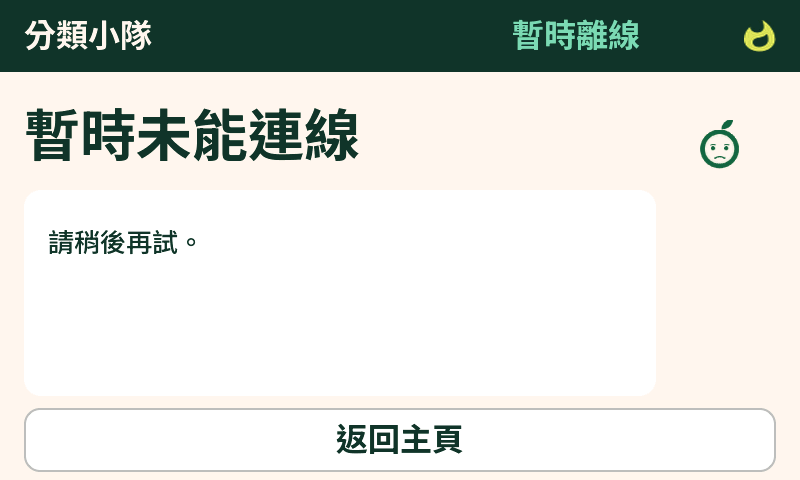 分類小隊
暫時離線
暫時未能連線
請稍後再試。
返回主頁